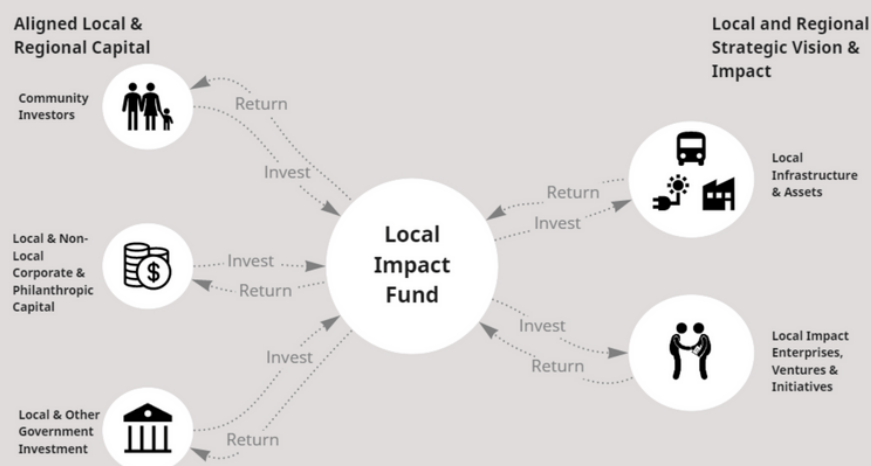 Aligned Local &
Regional Capital
Local and Regional
Strategic Vision &
Impact
Community
Investors
Return
Invest
Local & Non-
Local
Corporate &
Philanthropic
Capital
Invest
Return
Local & Other
Government
Investment
Invest
Return
Local
Impact
Fund
Return
Invest
Local
Infrastructure
& Assets
Invest
Return
Local Impact
Enterprises,
Ventures &
Initiatives
$